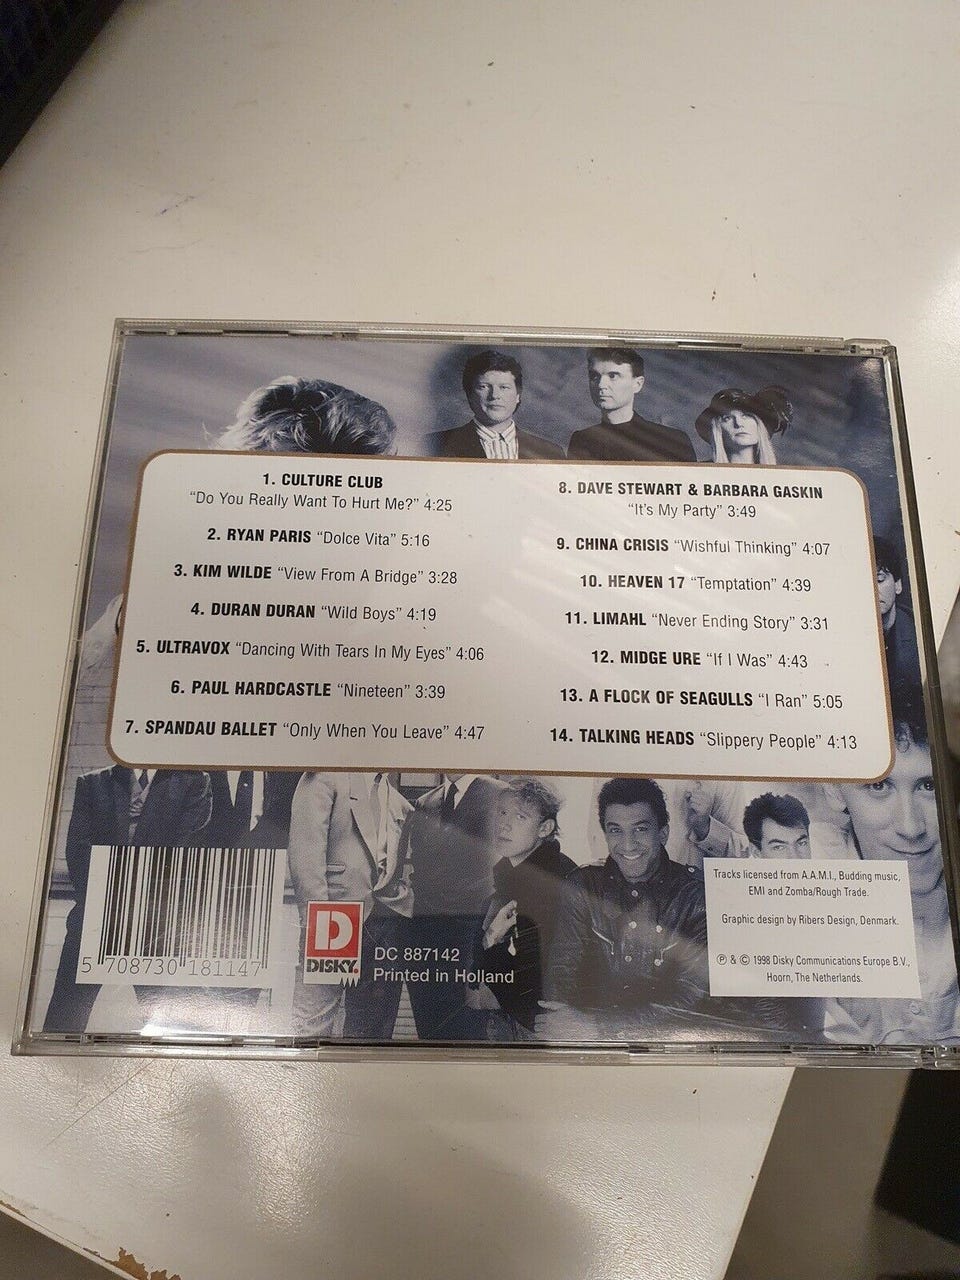 1. CULTURE CLUB
“Do You Really Want To Hurt Me?” 4:25
2. RYAN PARIS “Dolce Vita” 5:16
3. KIM WILDE “View From A Bridge” 3:28
4. DURAN DURAN “Wild Boys” 4:19
5. ULTRAVOX “Dancing With Tears In My Eyes” 4:06
6. PAUL HARDCASTLE “Nineteen” 3:39
7. SPANDAU BALLET “Only When You Leave” 4:47
8. DAVE STEWART & BARBARA GASKIN
“It's My Party” 3:49
9. CHINA CRISIS “Wishful Thinking” 4:07
10. HEAVEN 17 “Temptation” 4:39
11. LIMAHL “Never Ending Story” 3:31
12. MIDGE URE “If I Was” 4:43
13. A FLOCK OF SEAGULLS “I Ran” 5:05
14. TALKING HEADS “Slippery People” 4:13
5 708730 181147
D
DISKY.
DC 887142
Printed in Holland
Tracks licensed from A.A.M.I., Budding music,
EMI and Zomba/Rough Trade.
Graphic design by Ribers Design, Denmark.
℗ & © 1998 Disky Communications Europe B.V.,
Hoorn, The Netherlands.